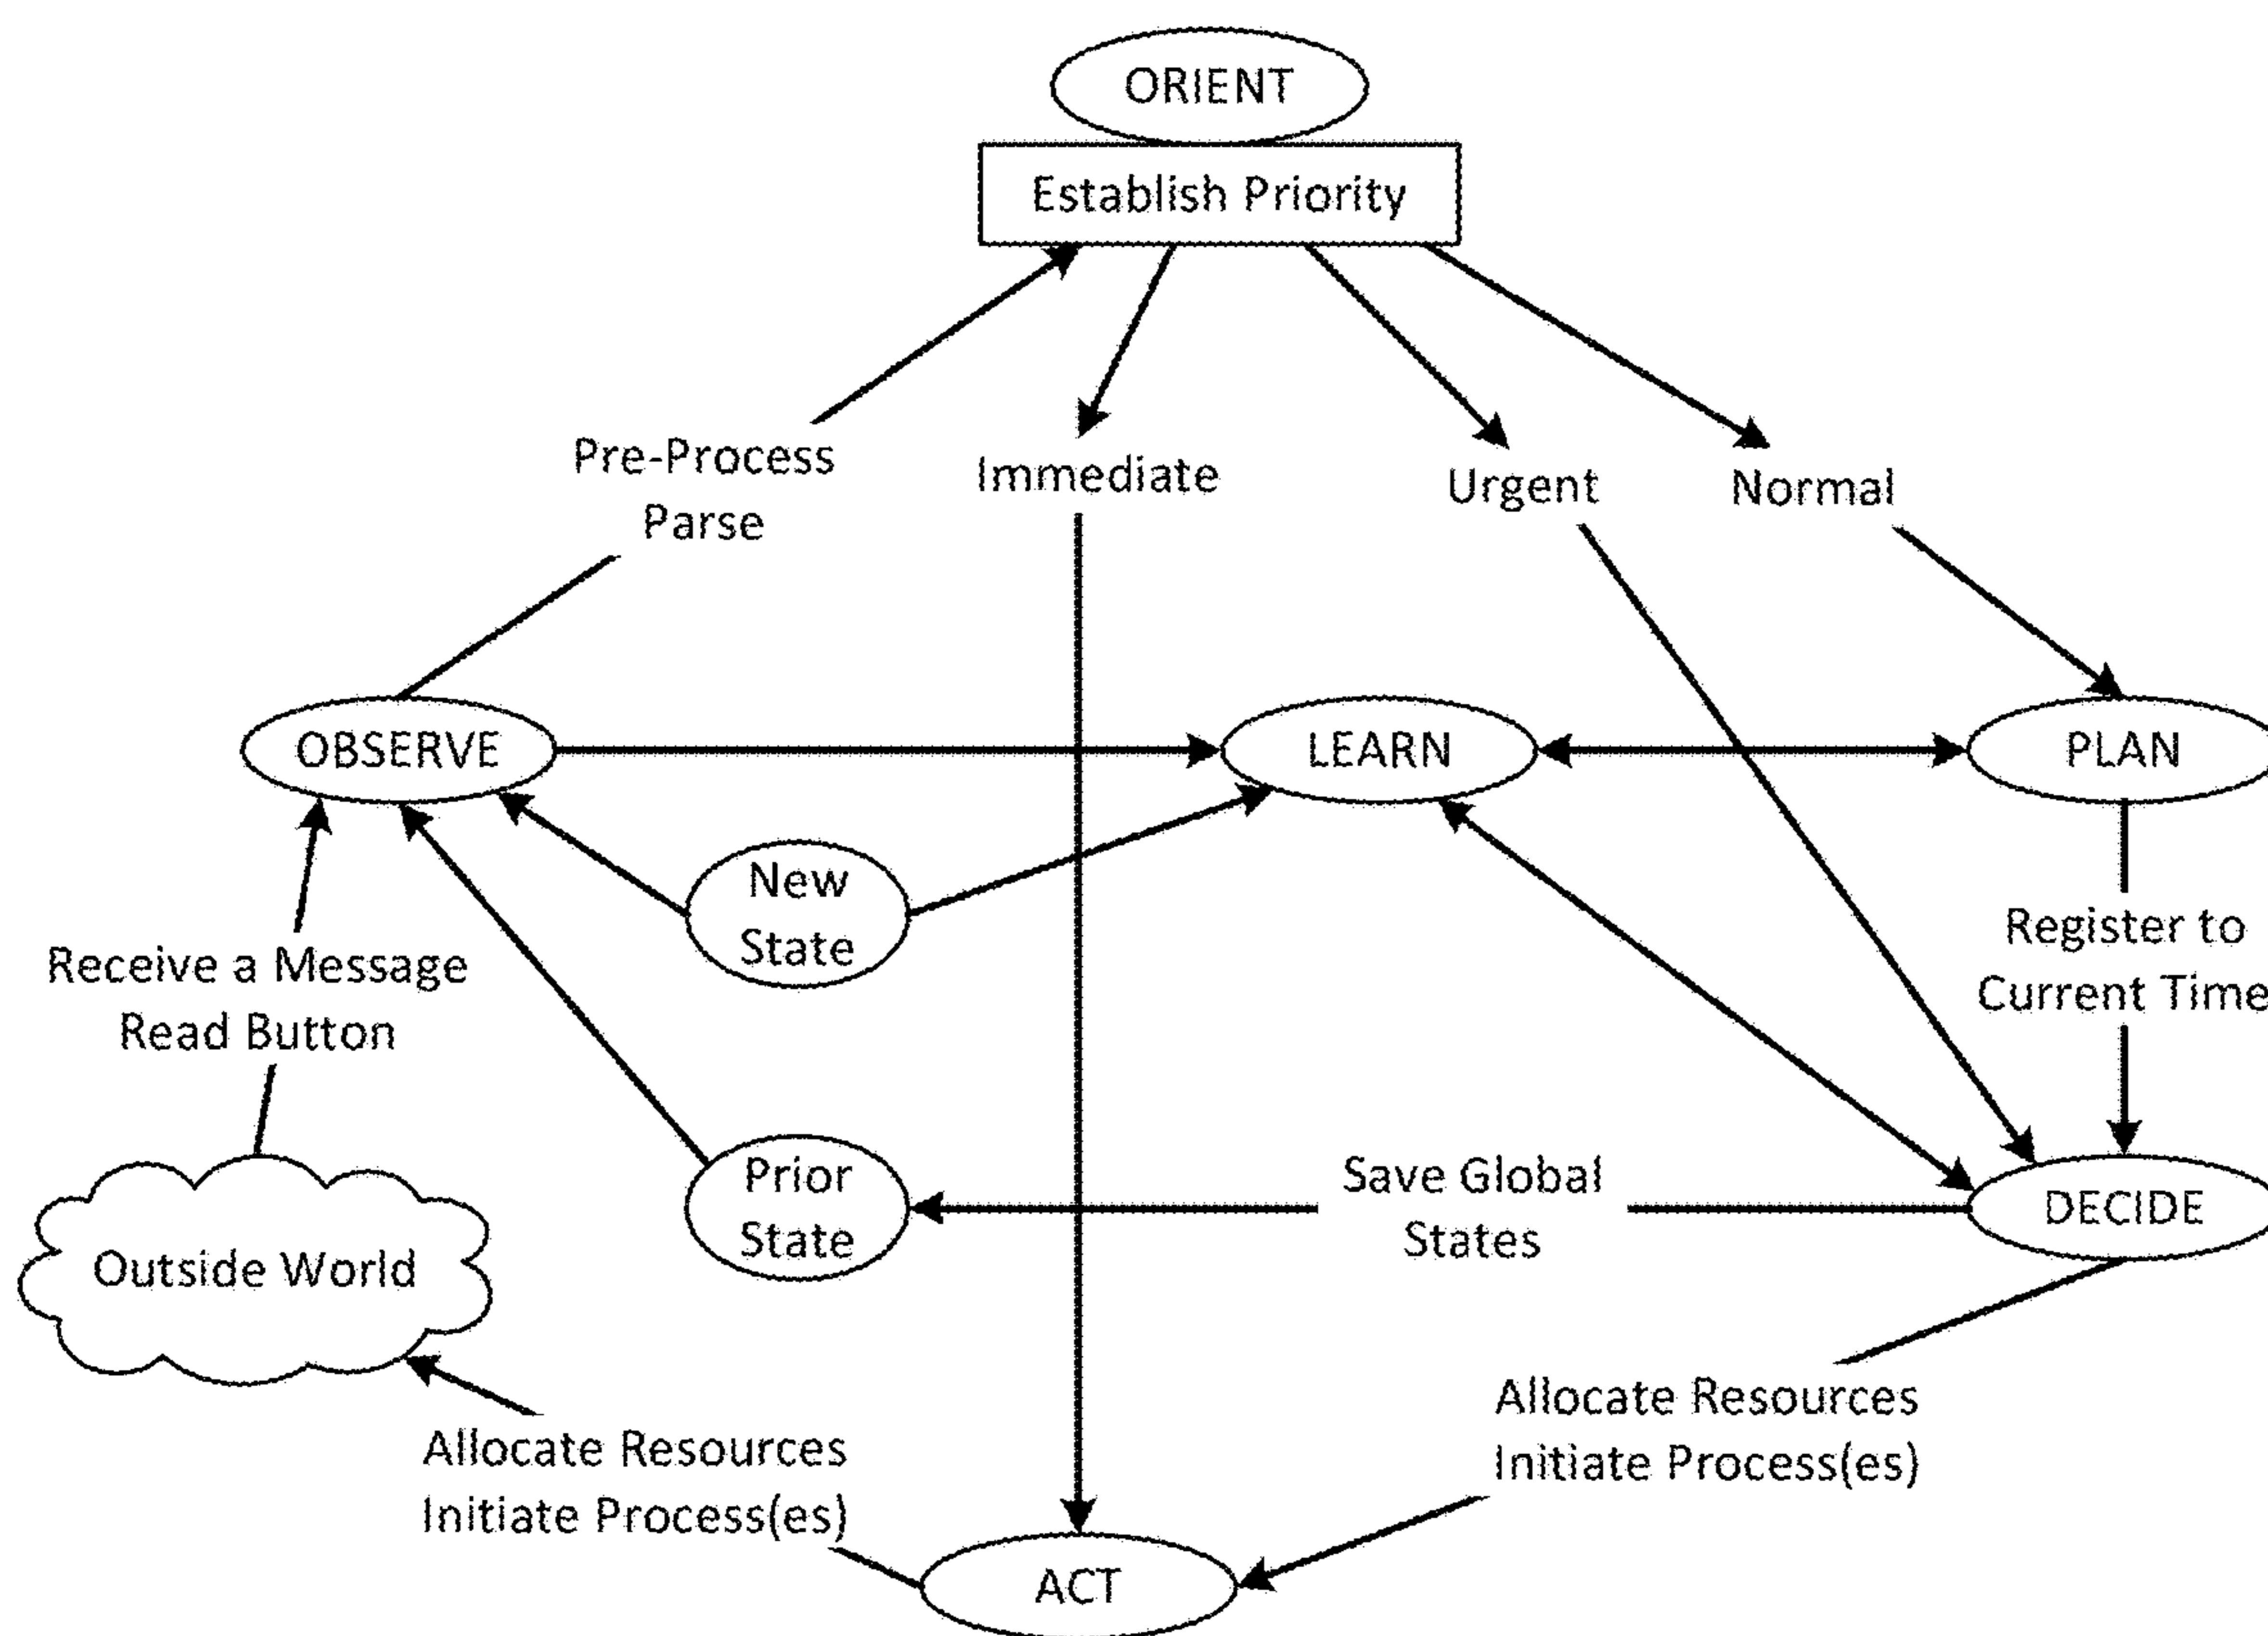 ORIENT
Establish Priority
Pre-Process
Parse
Immediate
Urgent
Normal
OBSERVE
LEARN
PLAN
New
State
Receive a Message
Read Button
Register to
Current Time
Prior
State
Save Global
States
DECIDE
Outside World
Allocate Resources
Initiate Process(es)
Allocate Resources
Initiate Process(es)
ACT